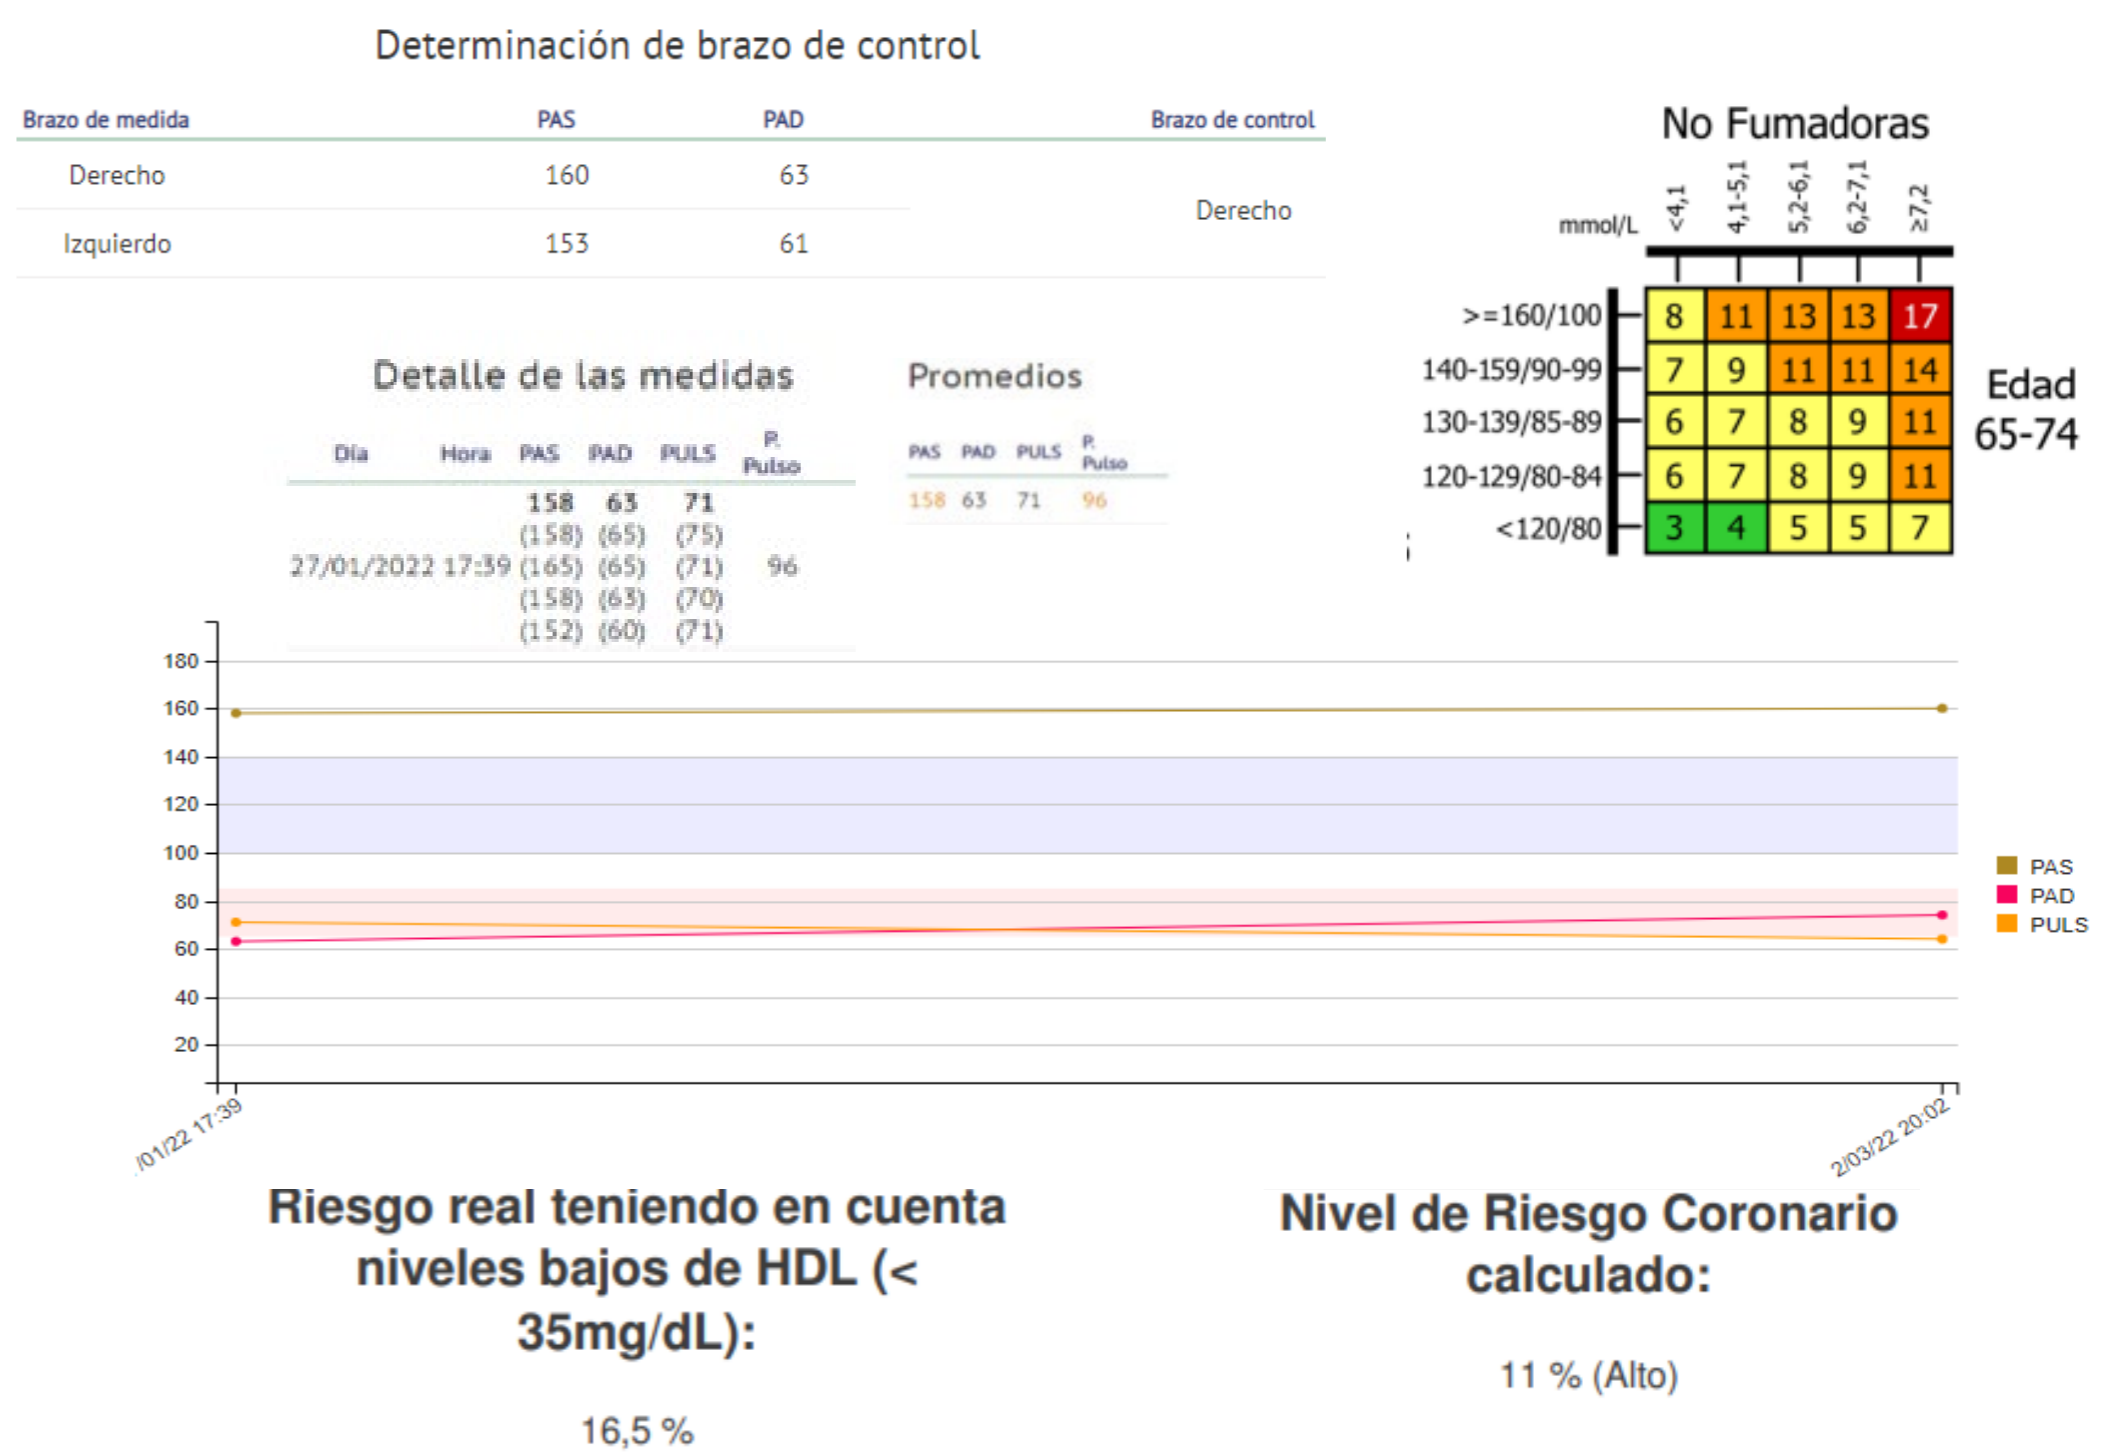 Determinación de brazo de control
Brazo de medida PAS PAD Brazo de control
Derecho 160 63
Derecho
Izquierdo 153 61
No Fumadoras
mmol/L <4,1 4,1-5,1 5,2-6,1 6,2-7,1 ≥7,2
>=160/100 8 11 13 13 17
140-159/90-99 7 9 11 11 14
130-139/85-89 6 7 8 9 11
120-129/80-84 6 7 8 9 11
<120/80 3 4 5 5 7
Edad
65-74
Detalle de las medidas
Día Hora PAS PAD PULS P.
Pulso
158 63 71
(158) (65) (75)
27/01/2022 17:39 (165) (65) (71) 96
(158) (63) (70)
(152) (60) (71)
Promedios
PAS PAD PULS P.
Pulso
158 63 71 96
180
160
140
120
100
80
60
40
20
/01/22 17:39
2/03/22 20:02
PAS
PAD
PULS
Riesgo real teniendo en cuenta
niveles bajos de HDL (<
35mg/dL):
16,5 %
Nivel de Riesgo Coronario
calculado:
11 % (Alto)